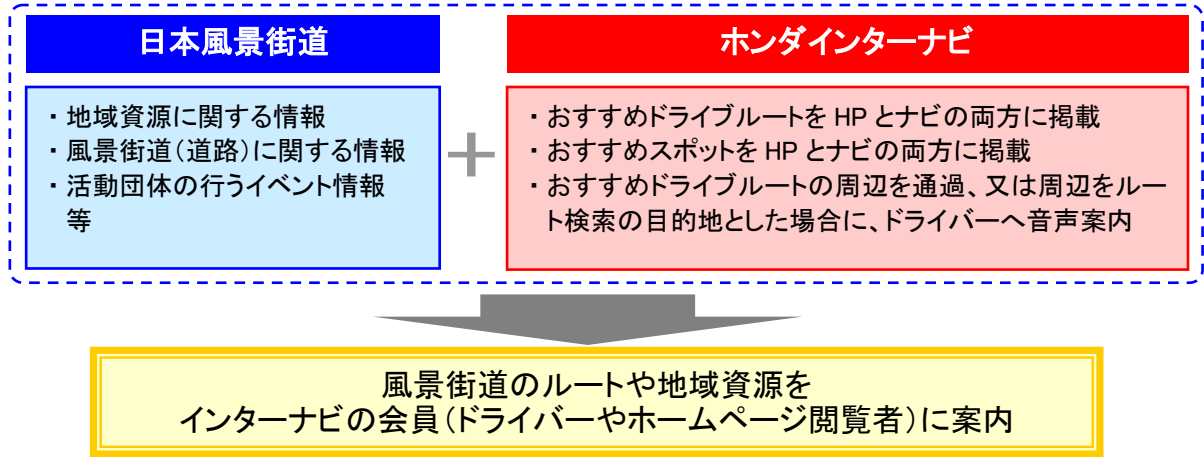 日本風景街道
・地域資源に関する情報
・風景街道(道路)に関する情報
・活動団体の行うイベント情報
等
+
ホンダインターナビ
・おすすめドライブルートを HP とナビの両方に掲載
・おすすめスポットを HP とナビの両方に掲載
・おすすめドライブルートの周辺を通過、又は周辺をルー
ト検索の目的地とした場合に、ドライバーへ音声案内
風景街道のルートや地域資源を
インターナビの会員(ドライバーやホームページ閲覧者)に案内